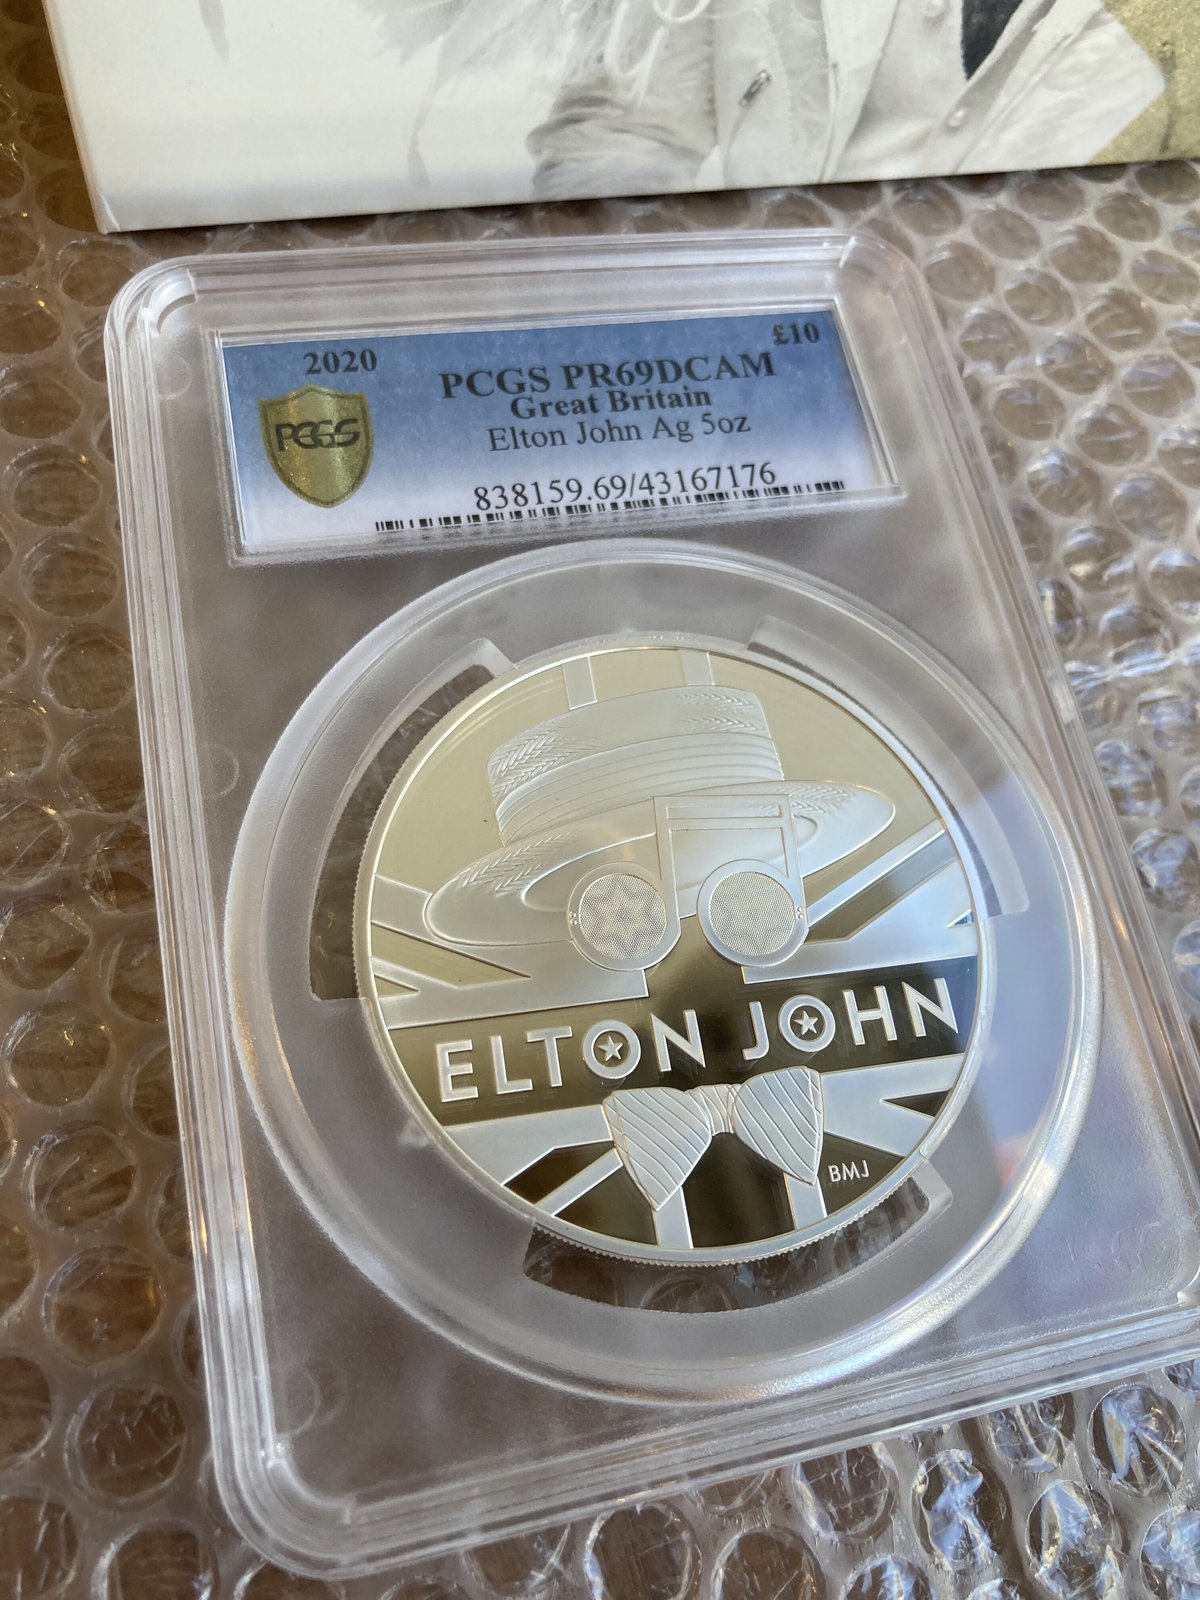 2020
£10
PCGS PR69DCAM
Great Britain
Elton John Ag 5oz
PCGS
838159.69/43167176
ELTON JOHN
BMJ